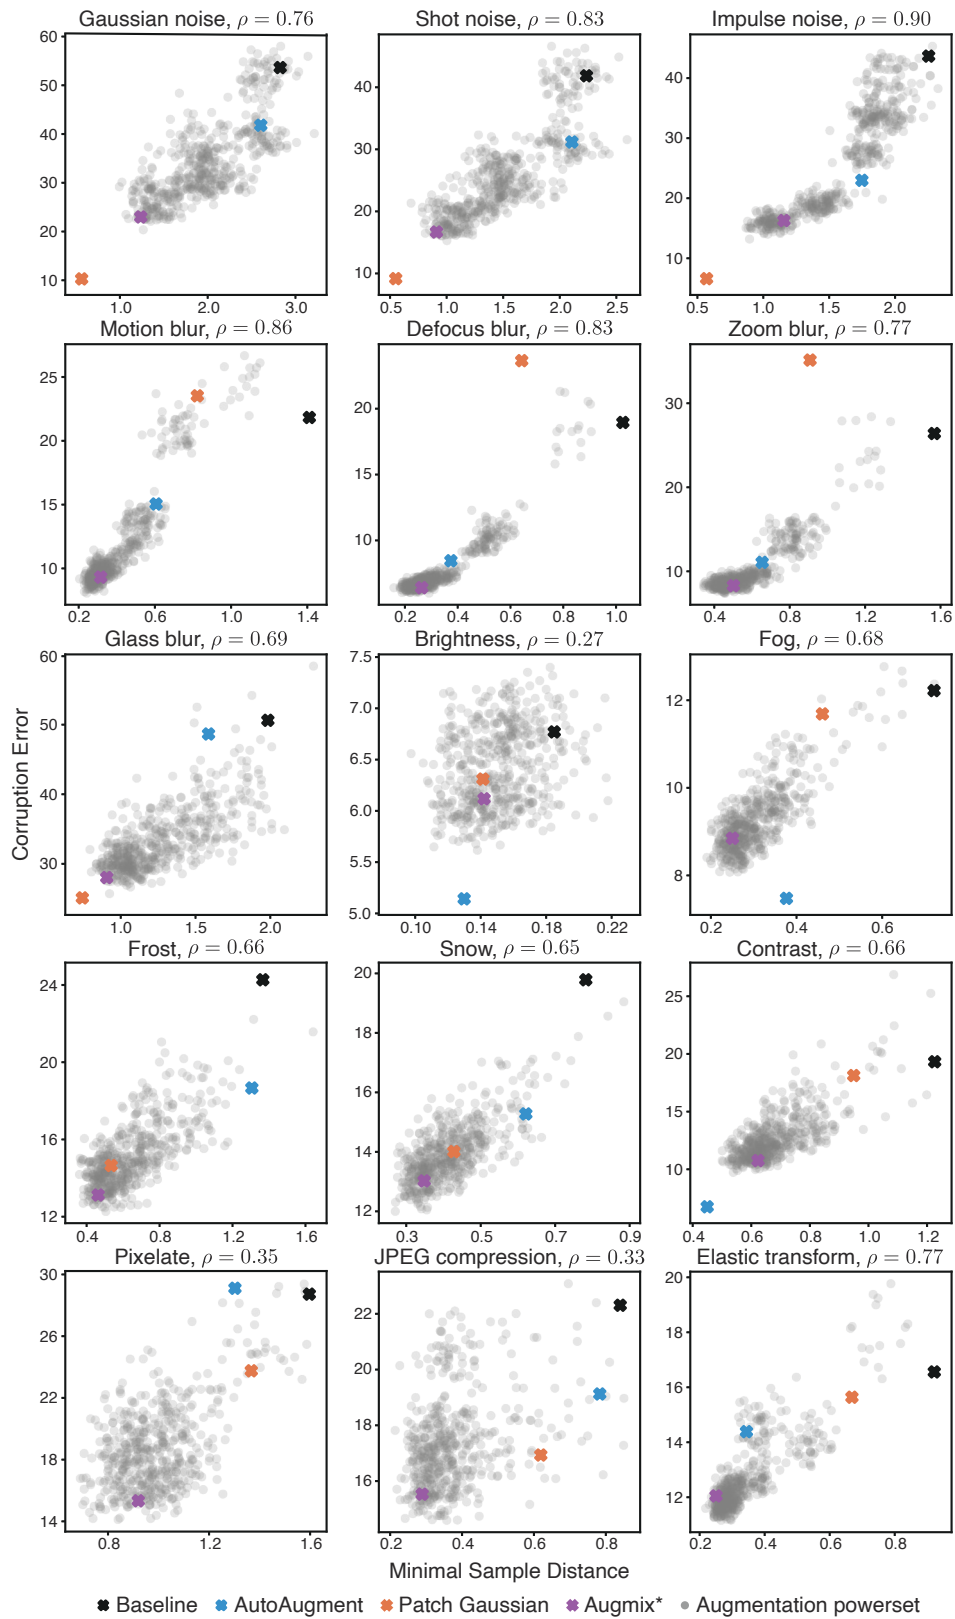 Gaussian noise, ρ = 0.76
Shot noise, ρ = 0.83
Impulse noise, ρ = 0.90
60
50
40
30
20
10
1.0 2.0 3.0
40
30
20
10
0.5 1.0 1.5 2.0 2.5
40
30
20
10
0.5 1.0 1.5 2.0
Motion blur, ρ = 0.86
Defocus blur, ρ = 0.83
Zoom blur, ρ = 0.77
25
20
15
10
0.2 0.6 1.0 1.4
20
15
10
0.2 0.4 0.6 0.8 1.0
30
20
10
0.4 0.8 1.2 1.6
Glass blur, ρ = 0.69
Brightness, ρ = 0.27
Fog, ρ = 0.68
Corruption Error
60
50
40
30
1.0 1.5 2.0
7.5
7.0
6.5
6.0
5.5
5.0
0.10 0.14 0.18 0.22
12
10
8
0.2 0.4 0.6
Frost, ρ = 0.66
Snow, ρ = 0.65
Contrast, ρ = 0.66
24
20
16
12
0.4 0.8 1.2 1.6
20
18
16
14
12
0.3 0.5 0.7 0.9
25
20
15
10
0.4 0.6 0.8 1.0 1.2
Pixelate, ρ = 0.35
JPEG compression, ρ = 0.33
Elastic transform, ρ = 0.77
30
26
22
18
14
0.8 1.2 1.6
22
20
18
16
0.2 0.4 0.6 0.8
20
18
16
14
12
0.2 0.4 0.6 0.8
Minimal Sample Distance
Baseline AutoAugment Patch Gaussian Augmix* Augmentation powerset